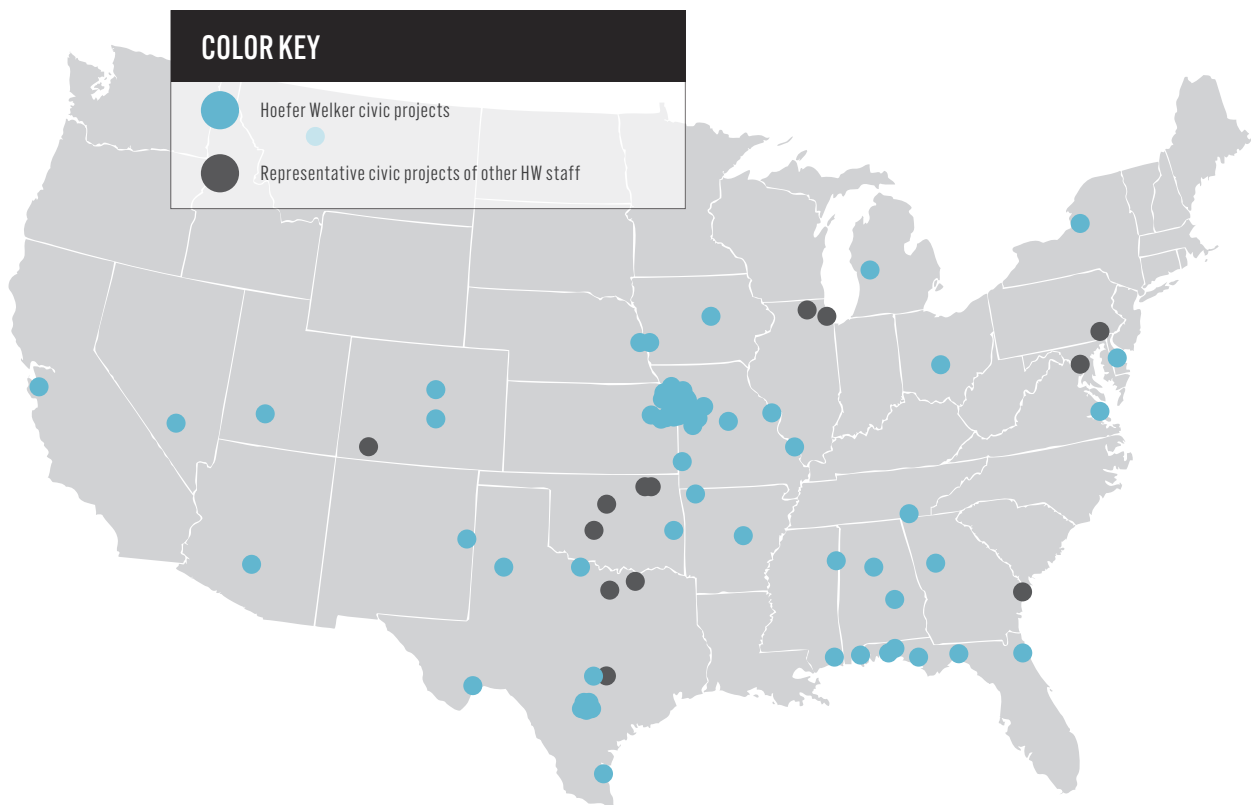 COLOR KEY
Hoefer Welker civic projects
Representative civic projects of other HW staff